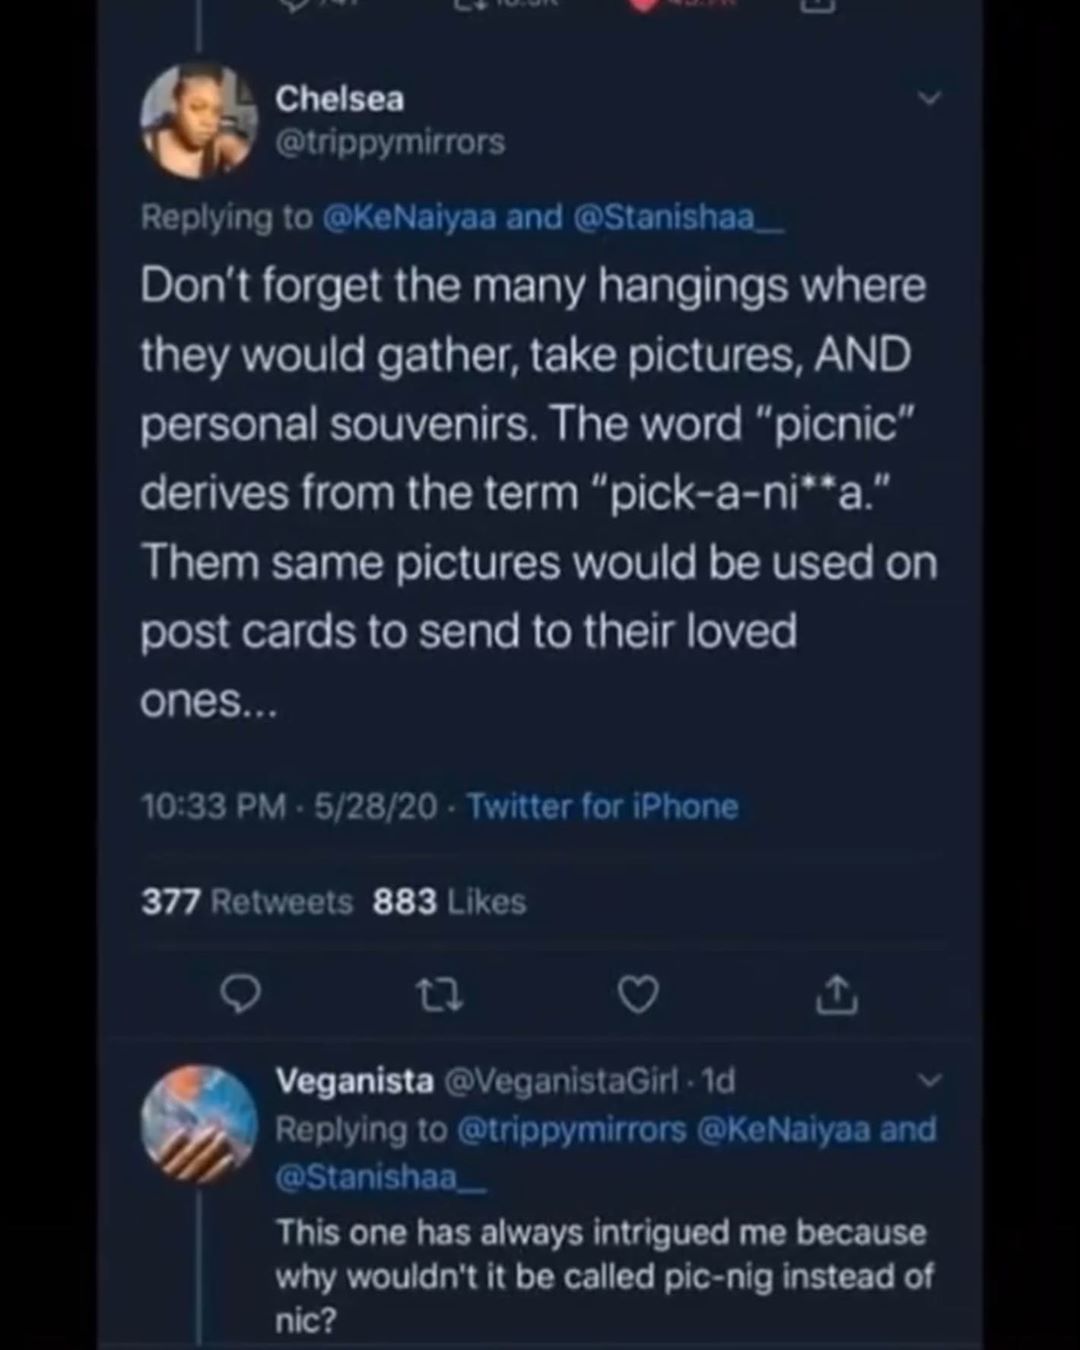 Chelsea
@trippymirrors
Replying to @KeNaiyaa and @Stanishaa__
Don't forget the many hangings where
they would gather, take pictures, AND
personal souvenirs. The word "picnic"
derives from the term "pick-a-ni**a."
Them same pictures would be used on
post cards to send to their loved
ones...
10:33 PM · 5/28/20 · Twitter for iPhone
377 Retweets 883 Likes
Veganista @VeganistaGirl · 1d
Replying to @trippymirrors @KeNaiyaa and
@Stanishaa__
This one has always intrigued me because
why wouldn't it be called pic-nig instead of
nic?